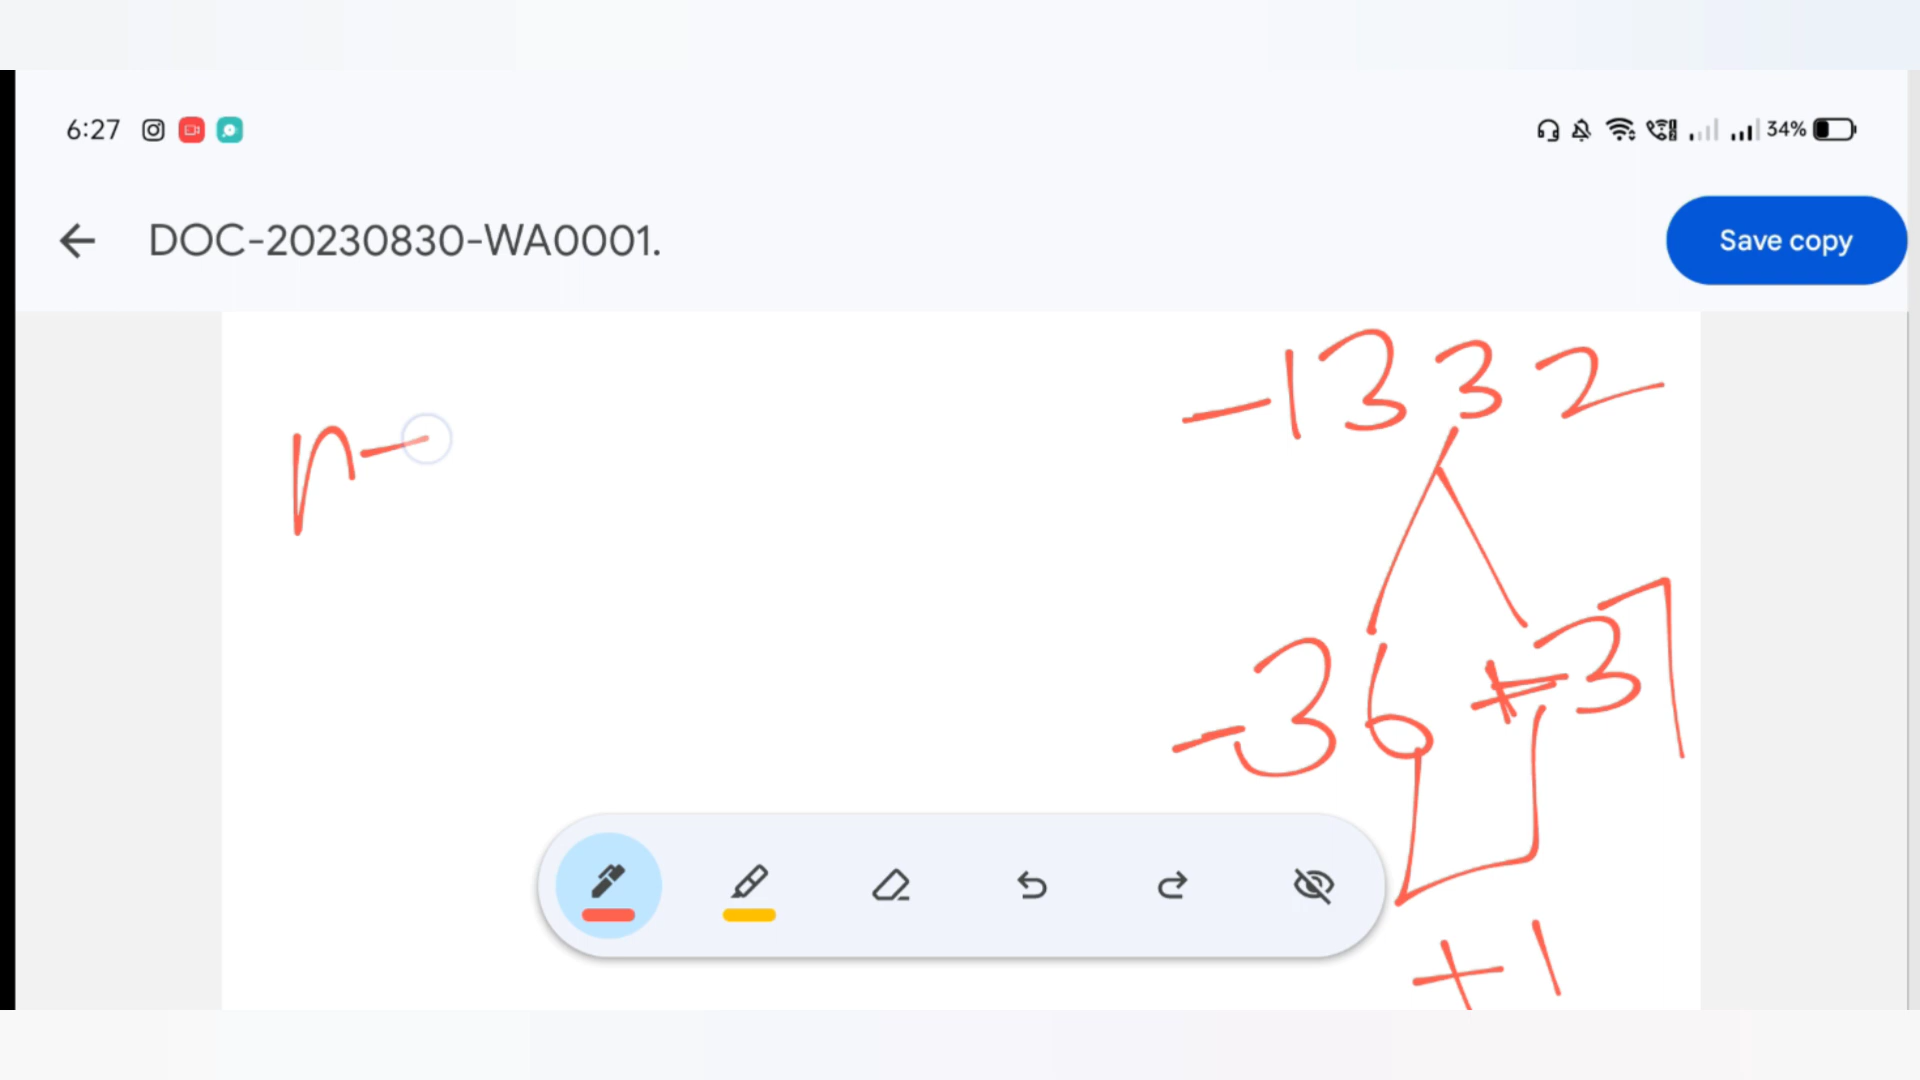 6:27 34%
DOC-20230830-WA0001.
Save copy
-1332
n-
-36 +37
+1